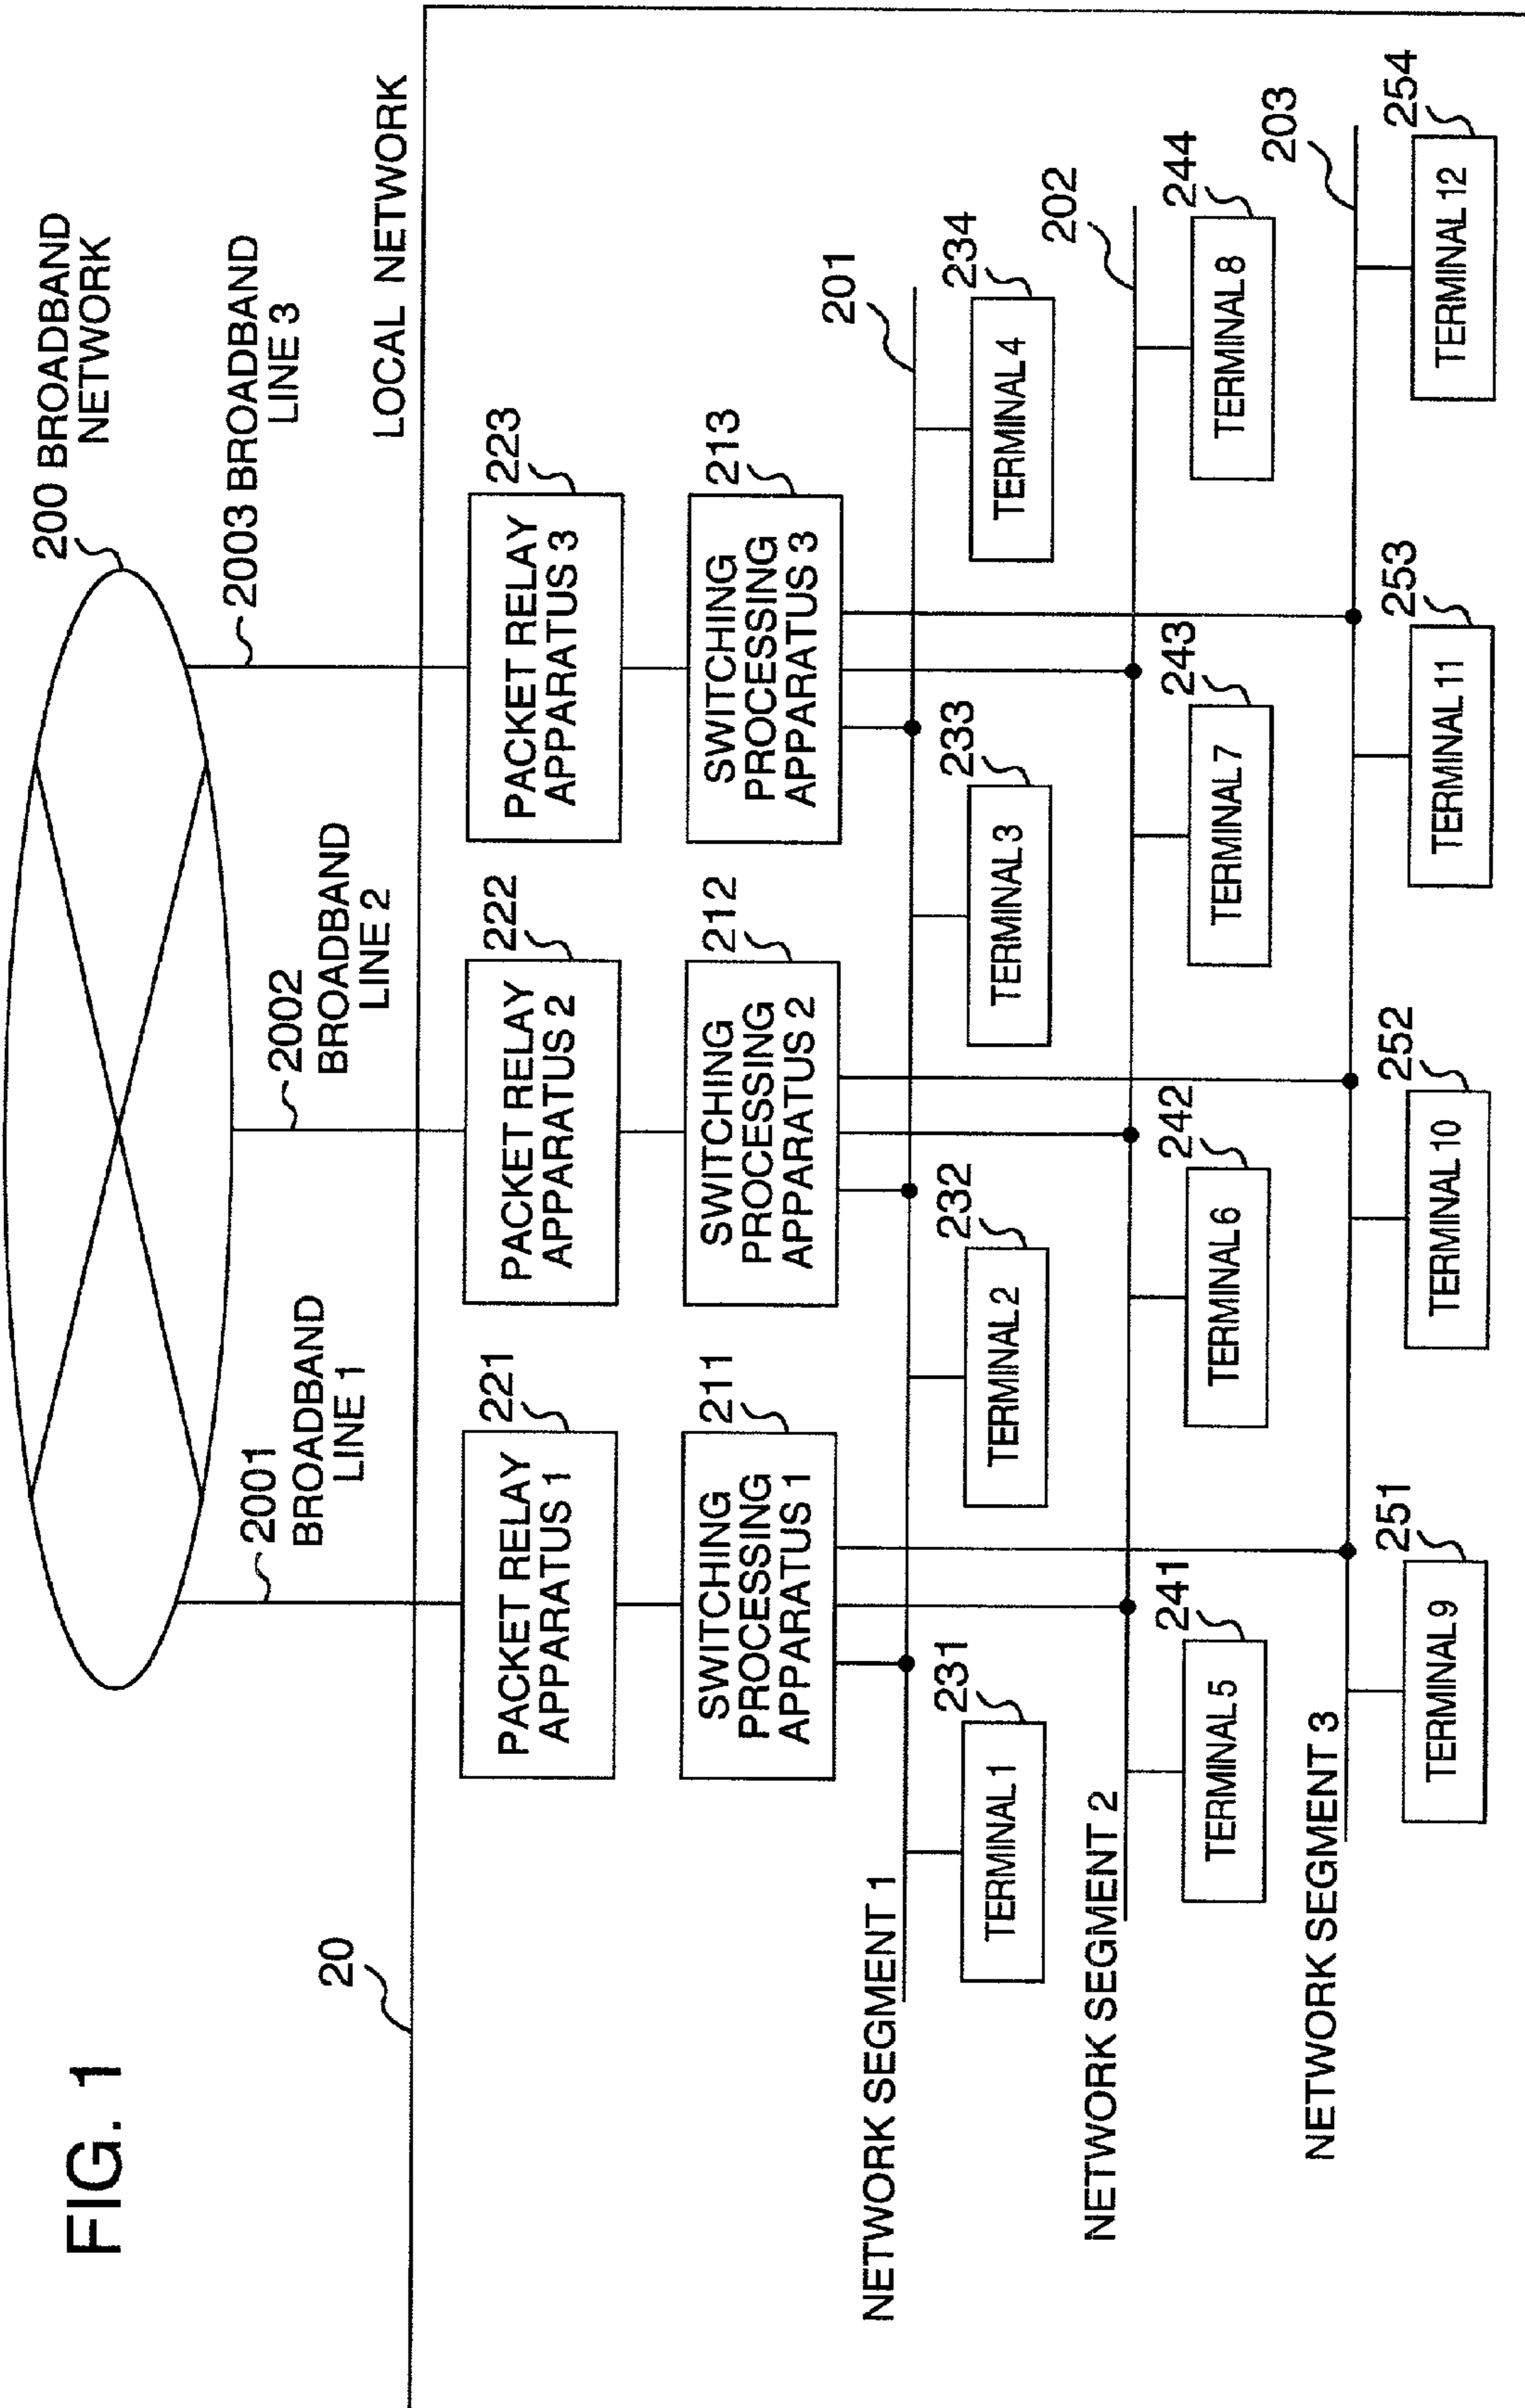 FIG. 1
200 BROADBAND
NETWORK
2001
BROADBAND
LINE 1
2002
BROADBAND
LINE 2
2003 BROADBAND
LINE 3
20
LOCAL NETWORK
221
PACKET RELAY
APPARATUS 1
222
PACKET RELAY
APPARATUS 2
223
PACKET RELAY
APPARATUS 3
211
SWITCHING
PROCESSING
APPARATUS 1
212
SWITCHING
PROCESSING
APPARATUS 2
213
SWITCHING
PROCESSING
APPARATUS 3
NETWORK SEGMENT 1
201
231
TERMINAL 1
232
TERMINAL 2
233
TERMINAL 3
234
TERMINAL 4
NETWORK SEGMENT 2
202
241
TERMINAL 5
242
TERMINAL 6
243
TERMINAL 7
244
TERMINAL 8
NETWORK SEGMENT 3
203
251
TERMINAL 9
252
TERMINAL 10
253
TERMINAL 11
254
TERMINAL 12